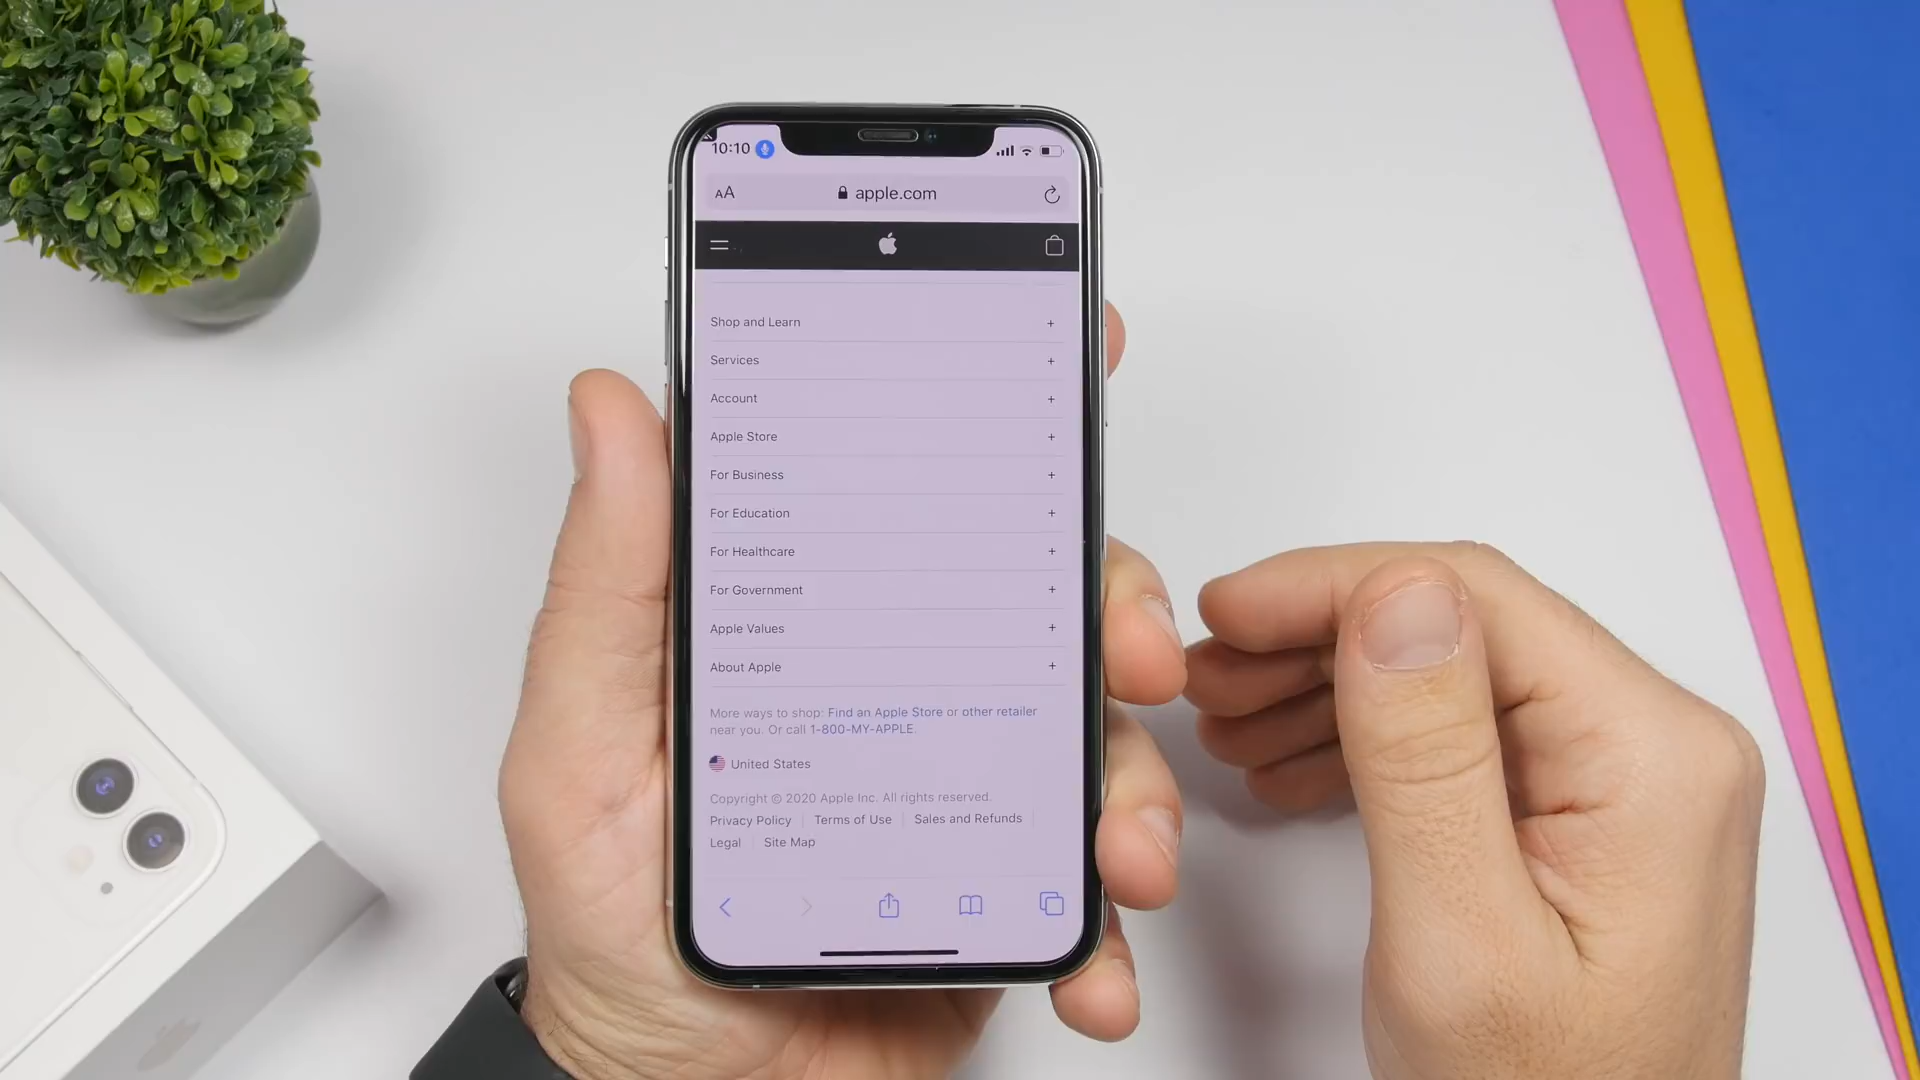 10:10
AA apple.com
Shop and Learn +
Services +
Account +
Apple Store +
For Business +
For Education +
For Healthcare +
For Government +
Apple Values +
About Apple +
More ways to shop: Find an Apple Store or other retailer
near you. Or call 1-800-MY-APPLE.
United States
Copyright © 2020 Apple Inc. All rights reserved.
Privacy Policy | Terms of Use | Sales and Refunds |
Legal | Site Map